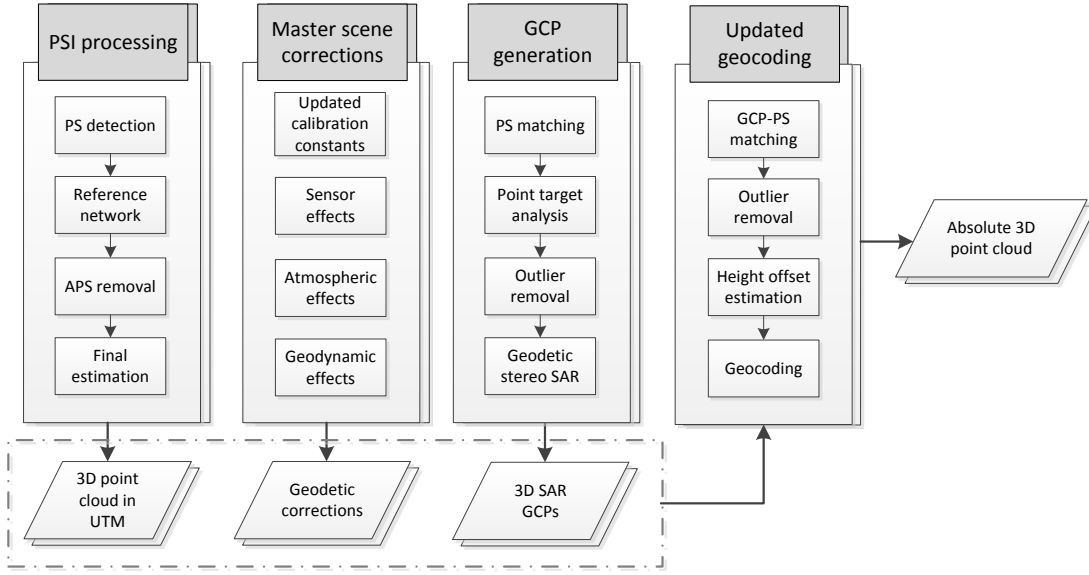 PSI processing
PS detection
Reference
network
APS removal
Final
estimation
3D point
cloud in
UTM
Master scene
corrections
Updated
calibration
constants
Sensor
effects
Atmospheric
effects
Geodynamic
effects
Geodetic
corrections
GCP
generation
PS matching
Point target
analysis
Outlier
removal
Geodetic
stereo SAR
3D SAR
GCPs
Updated
geocoding
GCP-PS
matching
Outlier
removal
Height offset
estimation
Geocoding
Absolute 3D
point cloud